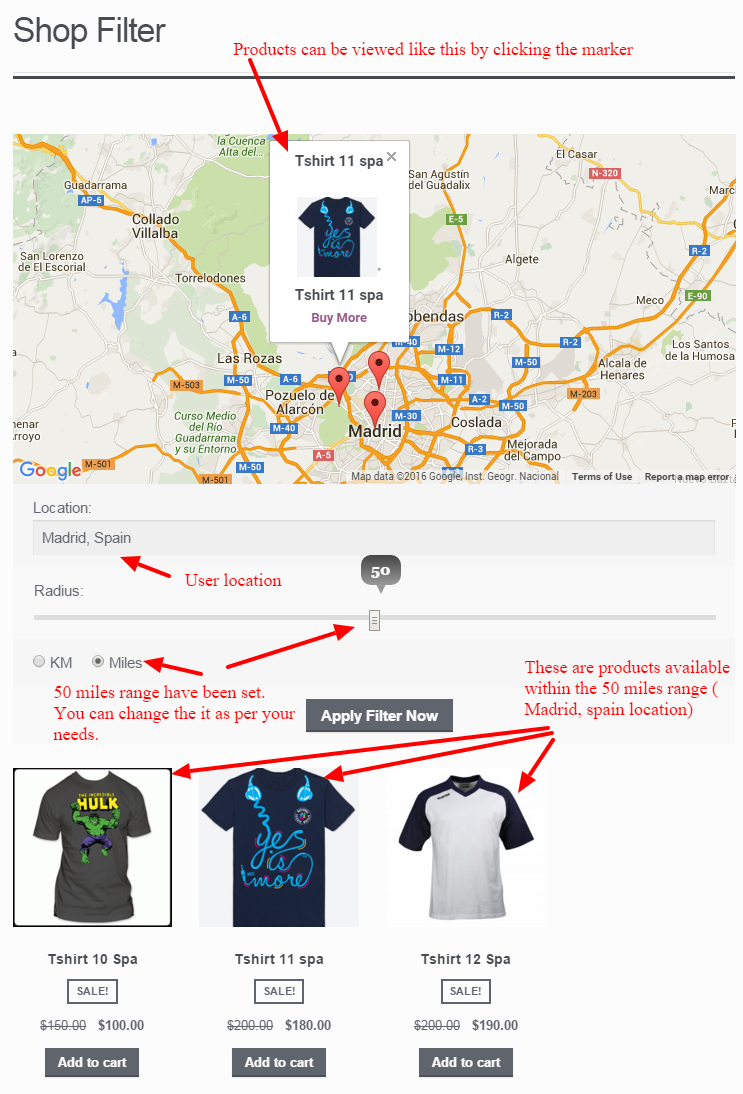 Shop Filter
Products can be viewed like this by clicking the marker
la Cuenca
Alta del...
El Casar
N-320
Tshirt 11 spa
San Agustín
del Guadalix
Guadarrama
AP-6
Collado
Villalba
E-5
R-2
San Lorenzo
de El Escorial
Algete
Torrelodones
Meco
E-90
Tshirt 11 spa
Buy More
A-6
R-2
M-40
M-12
R-2
Los Santos
de la Humosa
Las Rozas
M-50
Alcala de
Henares
M-503
M-50
A-6
M-11
M-203
Pozuelo de
Alarcón
A-2
M-50
Curso Medio
del Río
Guadarrama
y su Entorno
M-40
M-30
Madrid
Coslada
R-3
Mejorada
del Campo
A-5
M-501
M-50
M-501
Google
Map data ©2016 Google, Inst. Geogr. Nacional
Terms of Use
Report a map error
Location:
Madrid, Spain
User location
50
Radius:
KM
Miles
50 miles range have been set.
You can change the it as per your
needs.
These are products available
within the 50 miles range (
Madrid, spain location)
Apply Filter Now
THE INCREDIBLE
HULK
yes
is
more
Tshirt 10 Spa
Tshirt 11 spa
Tshirt 12 Spa
SALE!
SALE!
SALE!
$150.00 $100.00
$200.00 $180.00
$200.00 $190.00
Add to cart
Add to cart
Add to cart